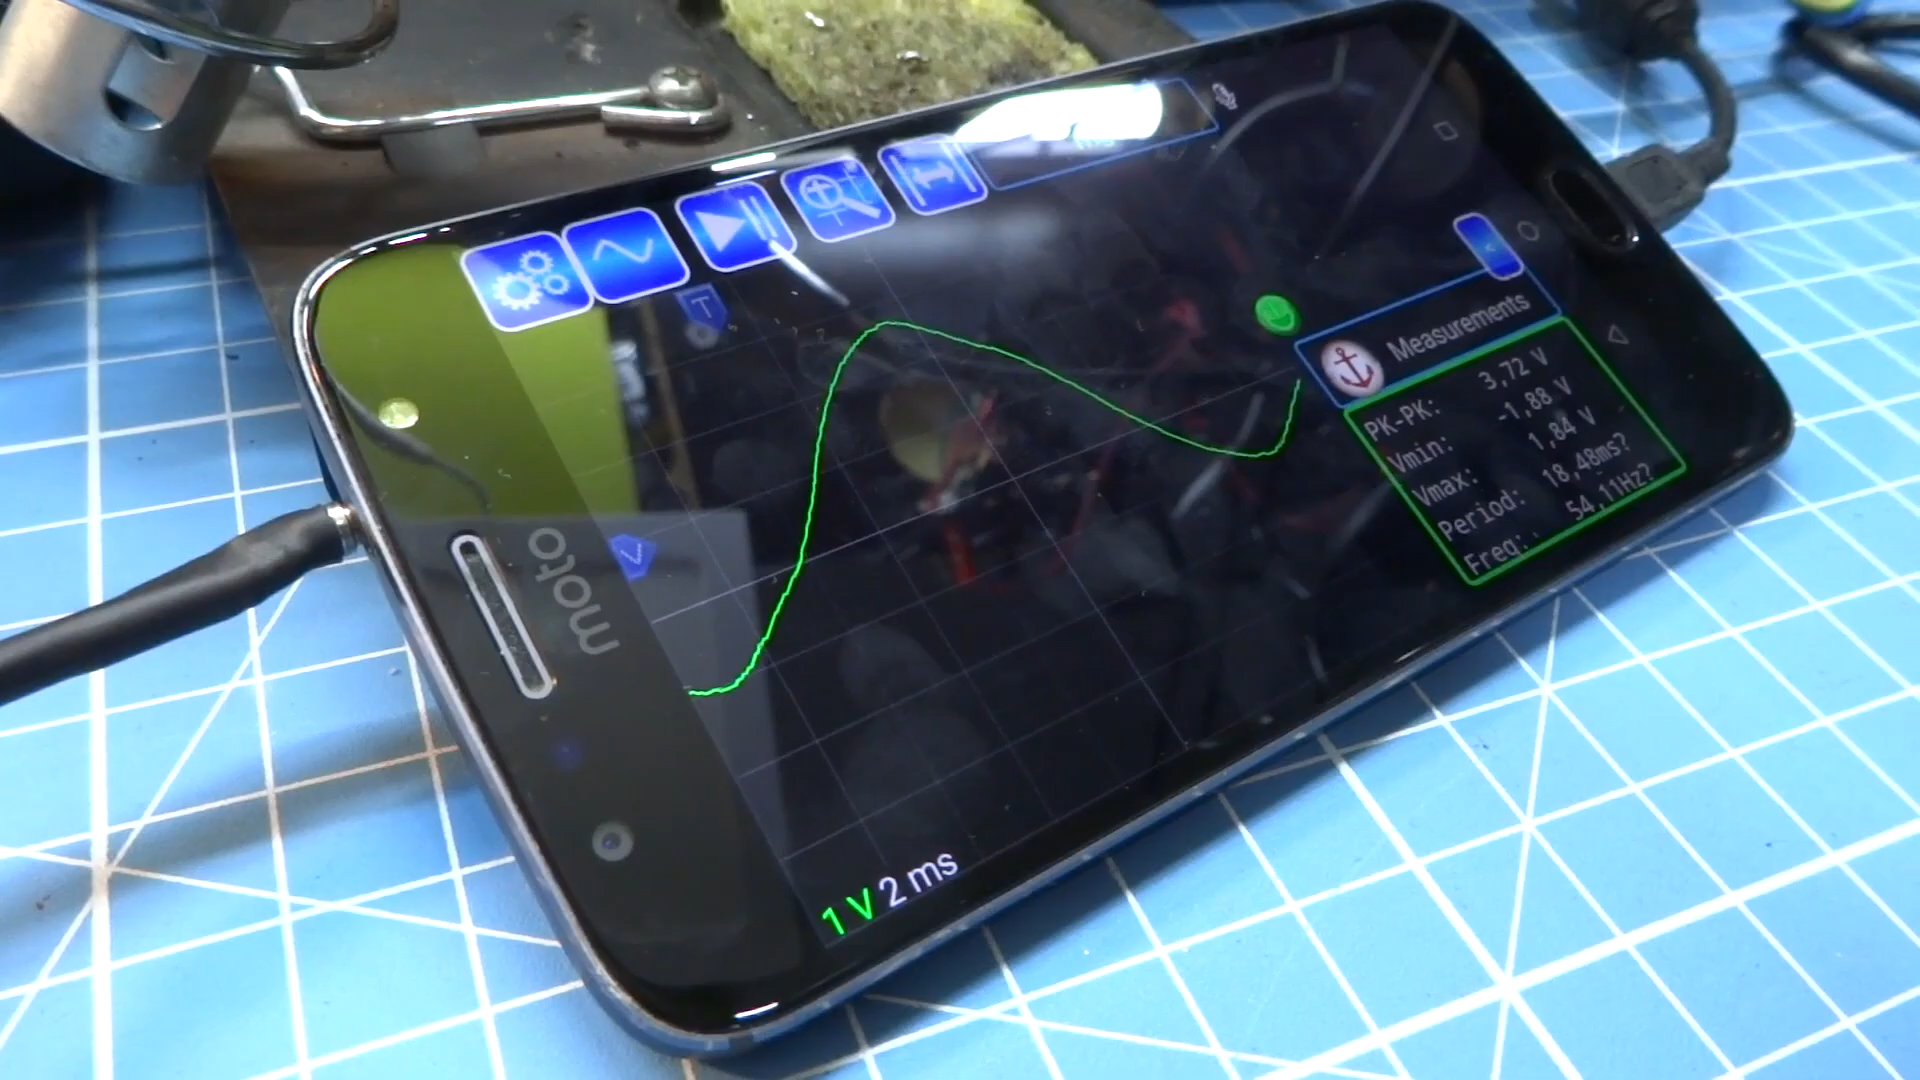 T
moto
Measurements
PK-PK: 3,72 V
Vmin: -1,88 V
Vmax: 1,84 V
Period: 18,48ms?
Freq: 54,11Hz?
1 V 2 ms